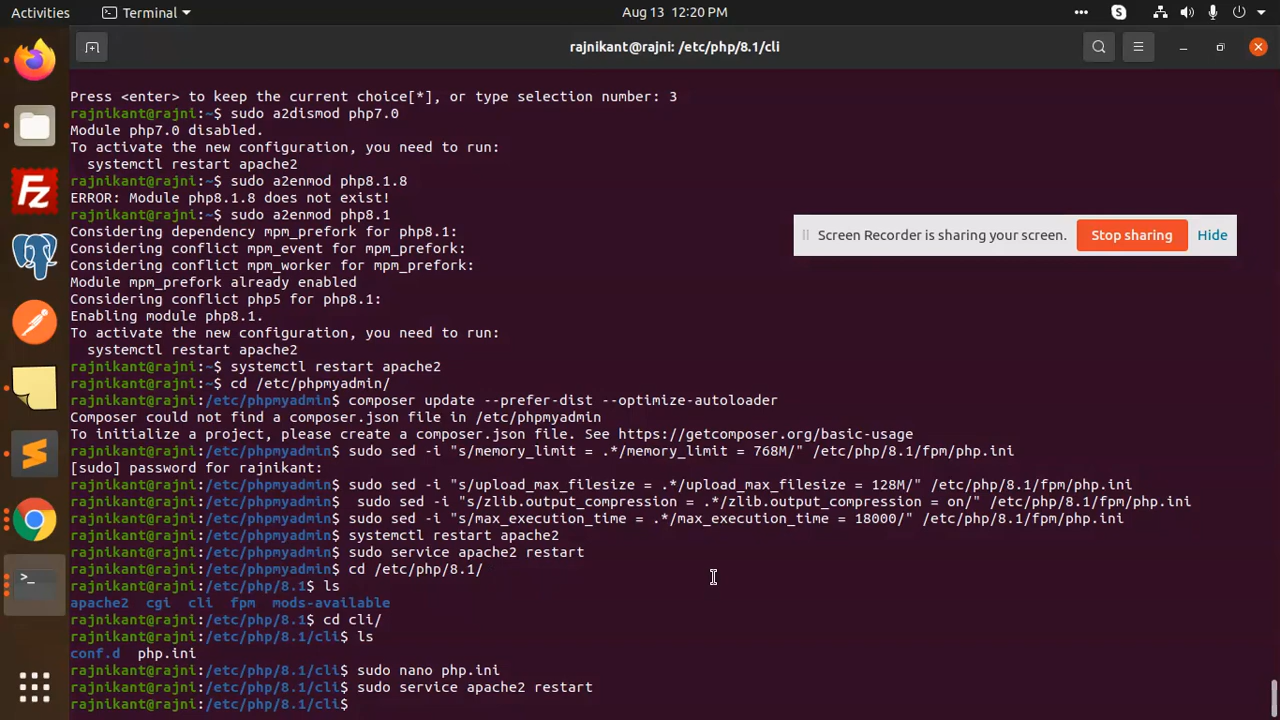 Activities
Terminal
Aug 13 12:20 PM
rajnikant@rajni: /etc/php/8.1/cli
Press <enter> to keep the current choice[*], or type selection number: 3
rajnikant@rajni:~$ sudo a2dismod php7.0
Module php7.0 disabled.
To activate the new configuration, you need to run:
  systemctl restart apache2
rajnikant@rajni:~$ sudo a2enmod php8.1.8
ERROR: Module php8.1.8 does not exist!
rajnikant@rajni:~$ sudo a2enmod php8.1
Considering dependency mpm_prefork for php8.1:
Considering conflict mpm_event for mpm_prefork:
Considering conflict mpm_worker for mpm_prefork:
Module mpm_prefork already enabled
Considering conflict php5 for php8.1:
Enabling module php8.1.
To activate the new configuration, you need to run:
  systemctl restart apache2
rajnikant@rajni:~$ systemctl restart apache2
rajnikant@rajni:~$ cd /etc/phpmyadmin/
rajnikant@rajni:/etc/phpmyadmin$ composer update --prefer-dist --optimize-autoloader
Composer could not find a composer.json file in /etc/phpmyadmin
To initialize a project, please create a composer.json file. See https://getcomposer.org/basic-usage
rajnikant@rajni:/etc/phpmyadmin$ sudo sed -i "s/memory_limit = .*/memory_limit = 768M/" /etc/php/8.1/fpm/php.ini
[sudo] password for rajnikant:
rajnikant@rajni:/etc/phpmyadmin$ sudo sed -i "s/upload_max_filesize = .*/upload_max_filesize = 128M/" /etc/php/8.1/fpm/php.ini
rajnikant@rajni:/etc/phpmyadmin$  sudo sed -i "s/zlib.output_compression = .*/zlib.output_compression = on/" /etc/php/8.1/fpm/php.ini
rajnikant@rajni:/etc/phpmyadmin$ sudo sed -i "s/max_execution_time = .*/max_execution_time = 18000/" /etc/php/8.1/fpm/php.ini
rajnikant@rajni:/etc/phpmyadmin$ systemctl restart apache2
rajnikant@rajni:/etc/phpmyadmin$ sudo service apache2 restart
rajnikant@rajni:/etc/phpmyadmin$ cd /etc/php/8.1/
rajnikant@rajni:/etc/php/8.1$ ls
apache2  cgi  cli  fpm  mods-available
rajnikant@rajni:/etc/php/8.1$ cd cli/
rajnikant@rajni:/etc/php/8.1/cli$ ls
conf.d  php.ini
rajnikant@rajni:/etc/php/8.1/cli$ sudo nano php.ini
rajnikant@rajni:/etc/php/8.1/cli$ sudo service apache2 restart
rajnikant@rajni:/etc/php/8.1/cli$
Screen Recorder is sharing your screen.
Stop sharing
Hide
Fz
S
>_